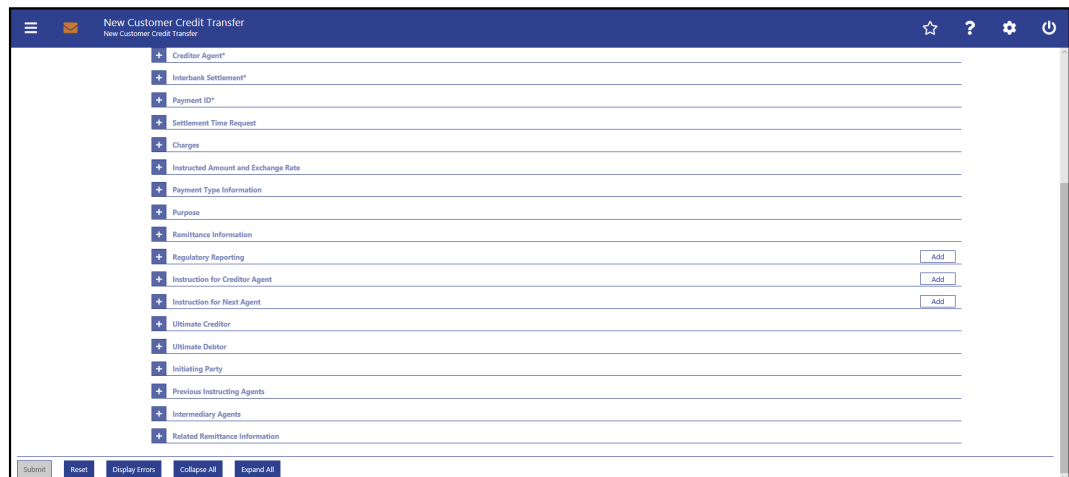 New Customer Credit Transfer
New Customer Credit Transfer
?
+ Creditor Agent*
+ Interbank Settlement*
+ Payment ID*
+ Settlement Time Request
+ Charges
+ Instructed Amount and Exchange Rate
+ Payment Type Information
+ Purpose
+ Remittance Information
+ Regulatory Reporting Add
+ Instruction for Creditor Agent Add
+ Instruction for Next Agent Add
+ Ultimate Creditor
+ Ultimate Debtor
+ Initiating Party
+ Previous Instructing Agents
+ Intermediary Agents
+ Related Remittance Information
Submit Reset Display Errors Collapse All Expand All